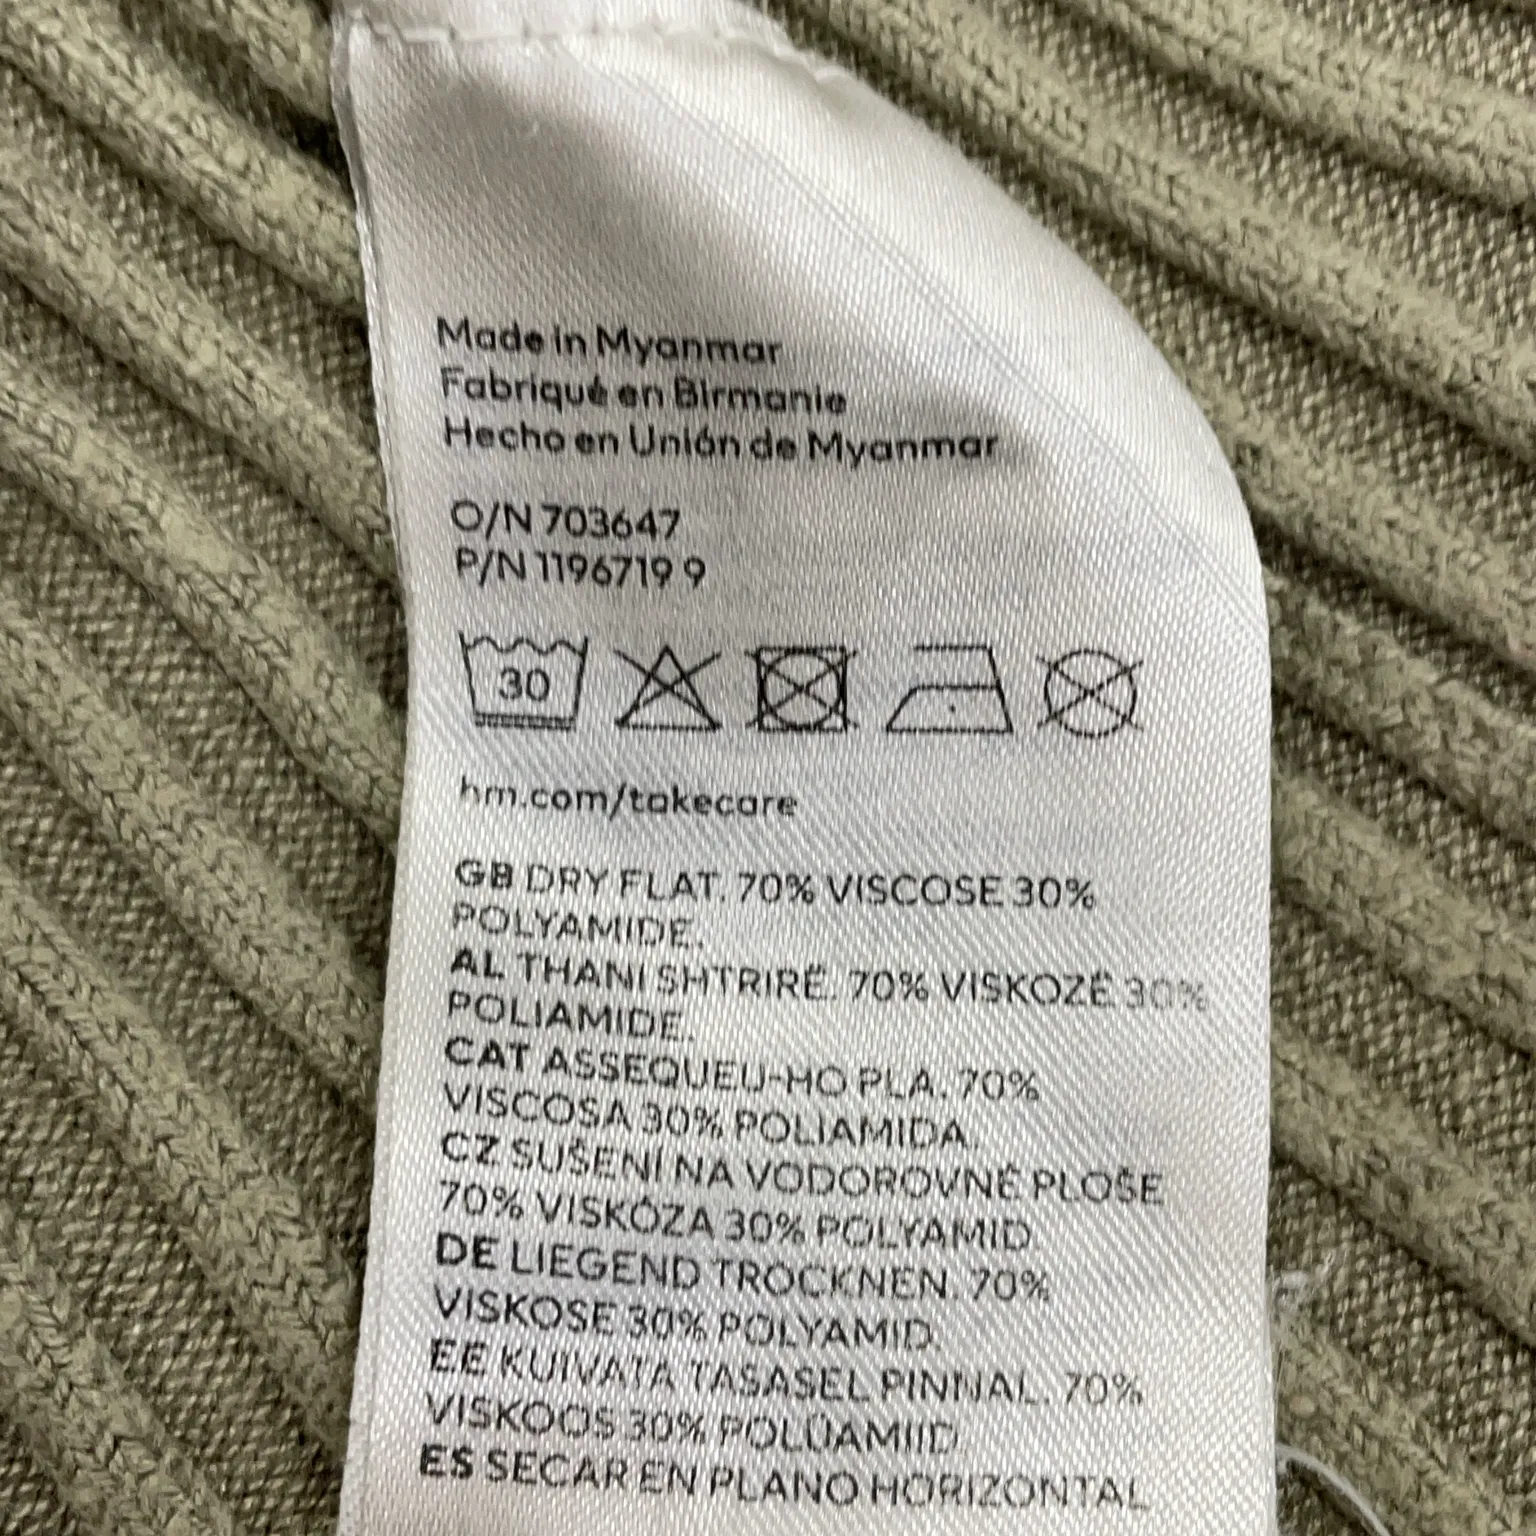 Made in Myanmar
Fabriqué en Birmanie
Hecho en Unión de Myanmar
O/N 703647
P/N 1196719 9
30
hm.com/takecare
GB DRY FLAT. 70% VISCOSE 30%
POLYAMIDE.
AL THANI SHTRIRË. 70% VISKOZË 30%
POLIAMIDE.
CAT ASSEQUEU-HO PLA. 70%
VISCOSA 30% POLIAMIDA.
CZ SUŠENÍ NA VODOROVNÉ PLOŠE
70% VISKÓZA 30% POLYAMID.
DE LIEGEND TROCKNEN. 70%
VISKOSE 30% POLYAMID.
EE KUIVATA TASASEL PINNAL. 70%
VISKOOS 30% POLÜAMIID
ES SECAR EN PLANO HORIZONTAL